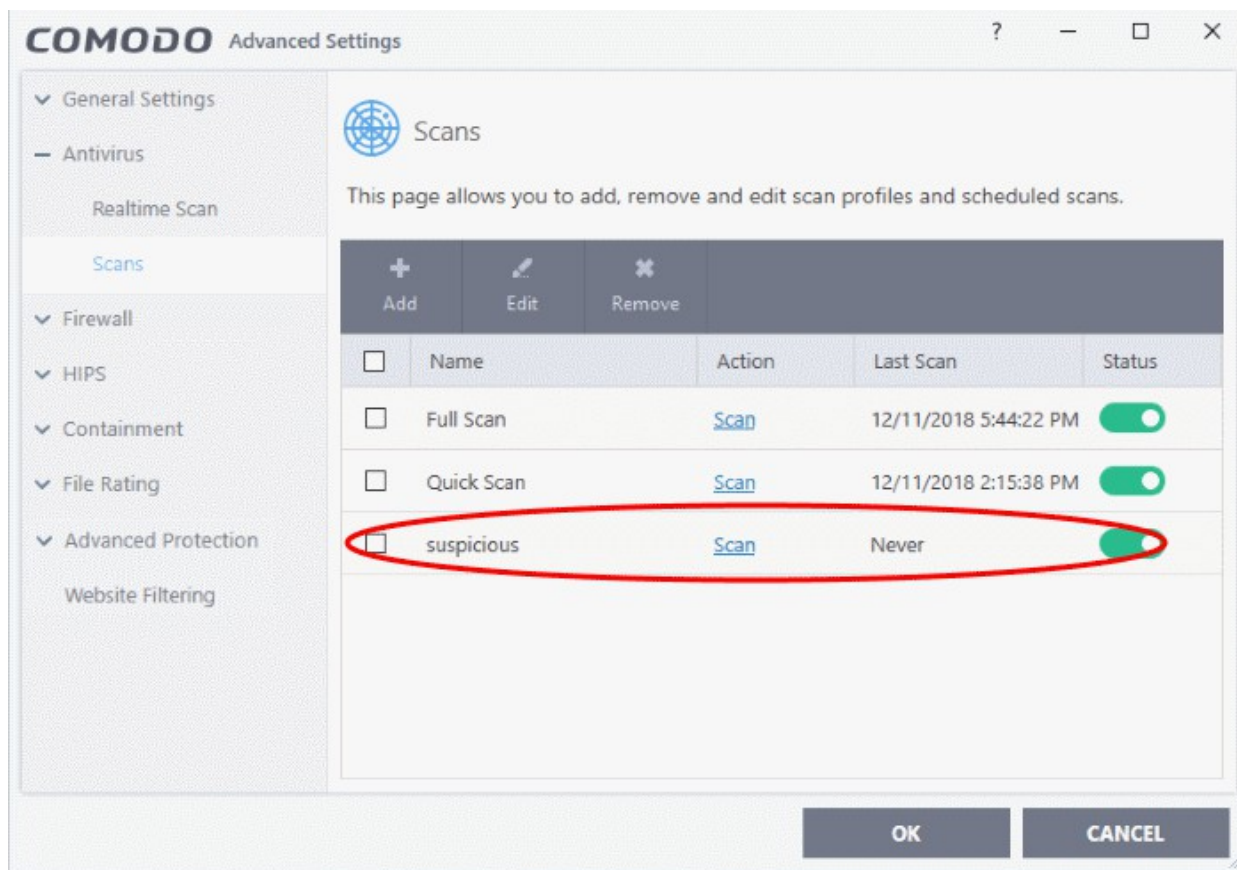 COMODO Advanced Settings
?
General Settings
Antivirus
Realtime Scan
Scans
Firewall
HIPS
Containment
File Rating
Advanced Protection
Website Filtering
Scans
This page allows you to add, remove and edit scan profiles and scheduled scans.
Add Edit Remove
Name Action Last Scan Status
Full Scan Scan 12/11/2018 5:44:22 PM
Quick Scan Scan 12/11/2018 2:15:38 PM
suspicious Scan Never
OK CANCEL